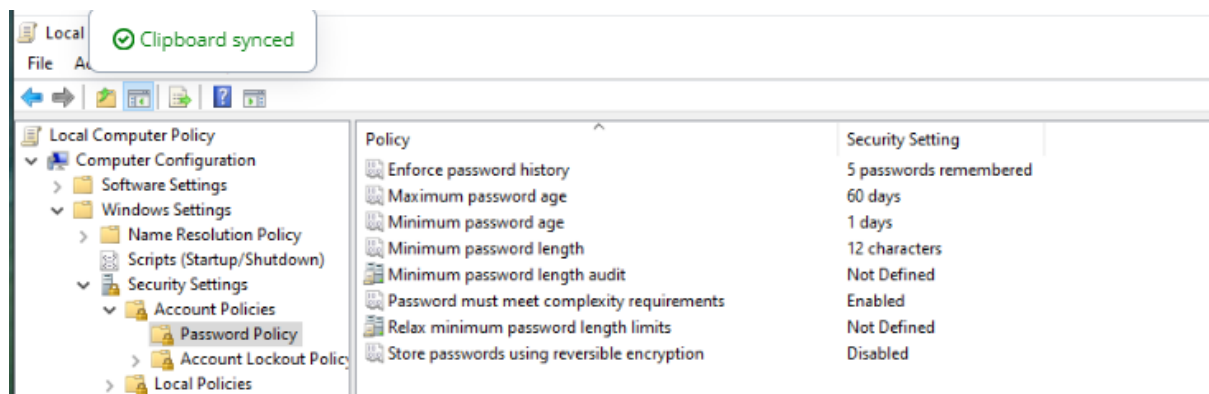 Local
Clipboard synced
File
Local Computer Policy
Computer Configuration
Software Settings
Windows Settings
Name Resolution Policy
Scripts (Startup/Shutdown)
Security Settings
Account Policies
Password Policy
Account Lockout Policy
Local Policies
Policy Security Setting
Enforce password history 5 passwords remembered
Maximum password age 60 days
Minimum password age 1 days
Minimum password length 12 characters
Minimum password length audit Not Defined
Password must meet complexity requirements Enabled
Relax minimum password length limits Not Defined
Store passwords using reversible encryption Disabled